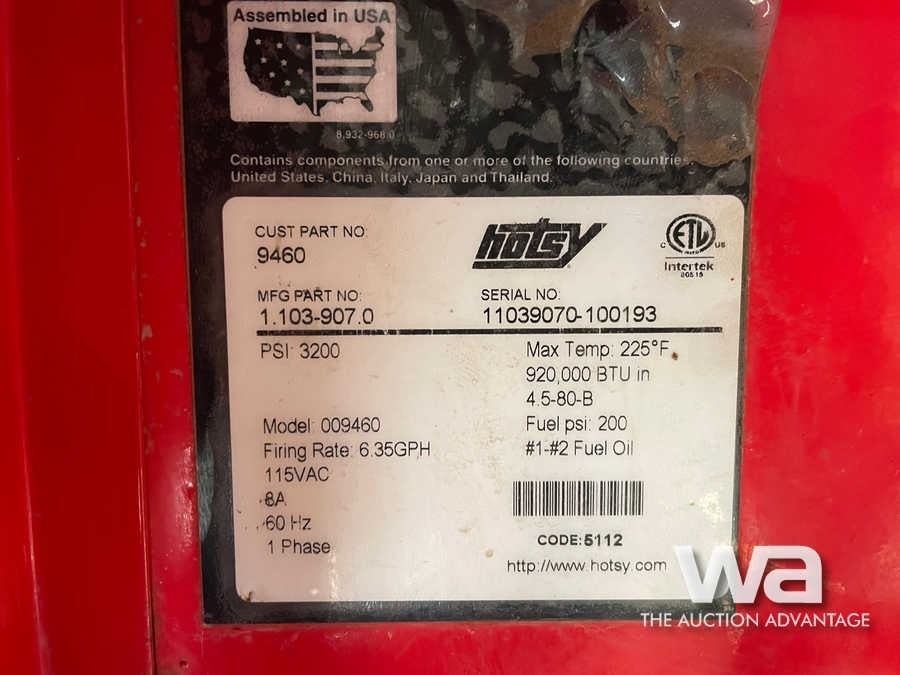 Assembled in USA
8.932-968.0
Contains components from one or more of the following countries:
United States, China, Italy, Japan and Thailand.
CUST PART NO:
9460
hotsy
C ETL US
Intertek
MFG PART NO:
1.103-907.0
SERIAL NO:
11039070-100193
PSI: 3200
Max Temp: 225°F
920,000 BTU in
4.5-80-B
Model: 009460
Fuel psi: 200
Firing Rate: 6.35GPH
#1-#2 Fuel Oil
115VAC
8A
60 Hz
1 Phase
CODE:5112
http://www.hotsy.com
wa
THE AUCTION ADVANTAGE